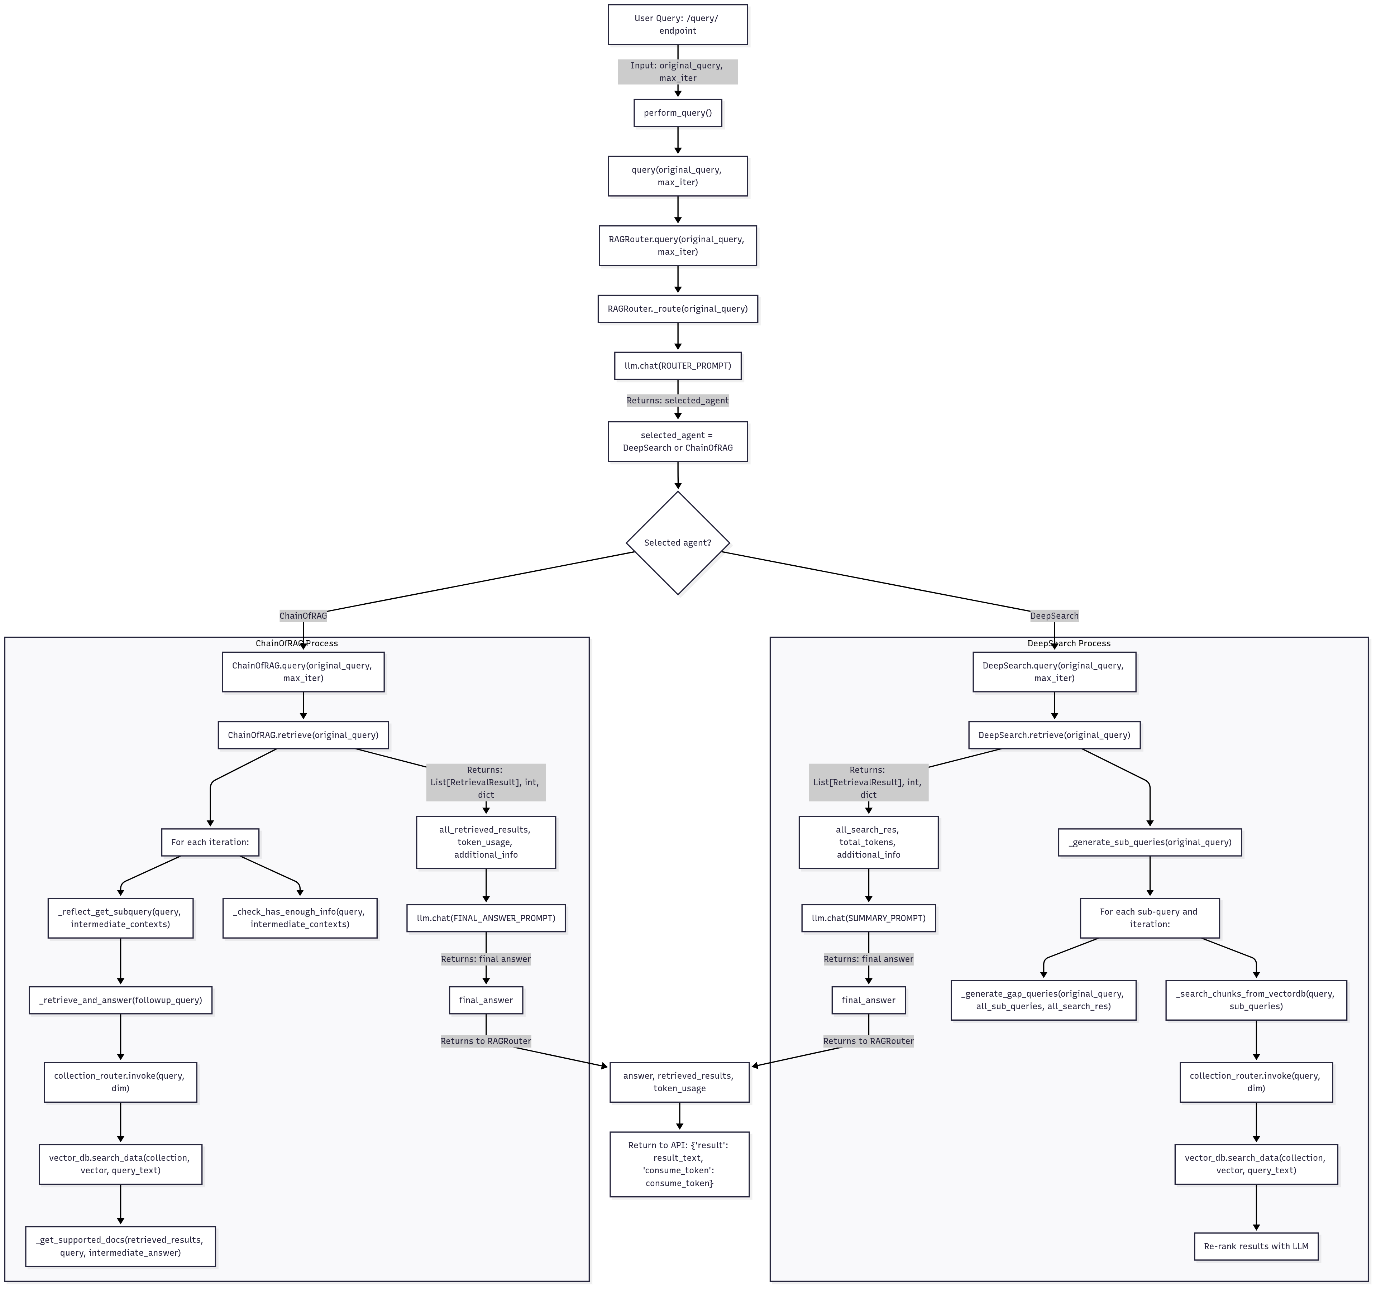 User Query: /query/
endpoint
Input: original_query,
max_iter
perform_query()
query(original_query,
max_iter)
RAGRouter.query(original_query,
max_iter)
RAGRouter._route(original_query)
llm.chat(ROUTER_PROMPT)
Returns: selected_agent
selected_agent =
DeepSearch or ChainOfRAG
Selected agent?
ChainOfRAG
DeepSearch
ChainOfRAG Process
ChainOfRAG.query(original_query,
max_iter)
ChainOfRAG.retrieve(original_query)
Returns:
List[RetrievalResult], int,
dict
For each iteration:
all_retrieved_results,
token_usage,
additional_info
_reflect_get_subquery(query,
intermediate_contexts)
_check_has_enough_info(query,
intermediate_contexts)
llm.chat(FINAL_ANSWER_PROMPT)
Returns: final answer
_retrieve_and_answer(followup_query)
final_answer
Returns to RAGRouter
collection_router.invoke(query,
dim)
vector_db.search_data(collection,
vector, query_text)
_get_supported_docs(retrieved_results,
query, intermediate_answer)
DeepSearch Process
DeepSearch.query(original_query,
max_iter)
DeepSearch.retrieve(original_query)
Returns:
List[RetrievalResult], int,
dict
all_search_res,
total_tokens,
additional_info
_generate_sub_queries(original_query)
llm.chat(SUMMARY_PROMPT)
For each sub-query and
iteration:
Returns: final answer
final_answer
_generate_gap_queries(original_query,
all_sub_queries, all_search_res)
_search_chunks_from_vectordb(query,
sub_queries)
Returns to RAGRouter
collection_router.invoke(query,
dim)
vector_db.search_data(collection,
vector, query_text)
Re-rank results with LLM
answer, retrieved_results,
token_usage
Return to API: {'result':
result_text,
'consume_token':
consume_token}